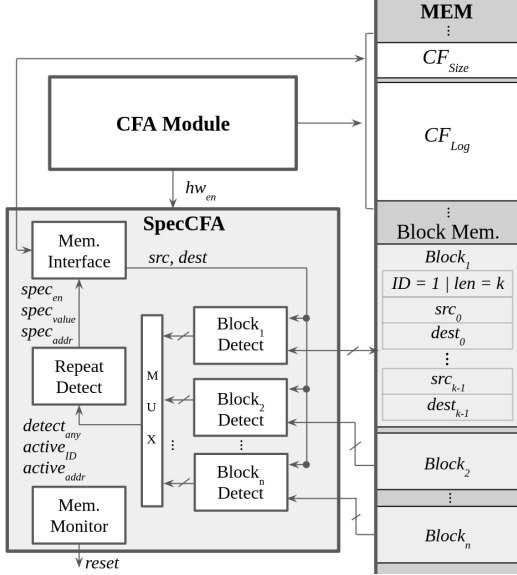 MEM
⋮
CF_Size
CFA Module
CF_Log
hw_en
SpecCFA
⋮
Block Mem.
Mem.
Interface
src, dest
Block_1
ID = 1 | len = k
src_0
dest_0
⋮
src_k-1
dest_k-1
spec_en
spec_value
spec_addr
Block_1
Detect
Repeat
Detect
M
U
X
Block_2
Detect
⋮
⋮
detect_any
active_ID
active_addr
Block_n
Detect
Block_2
⋮
Block_n
Mem.
Monitor
reset